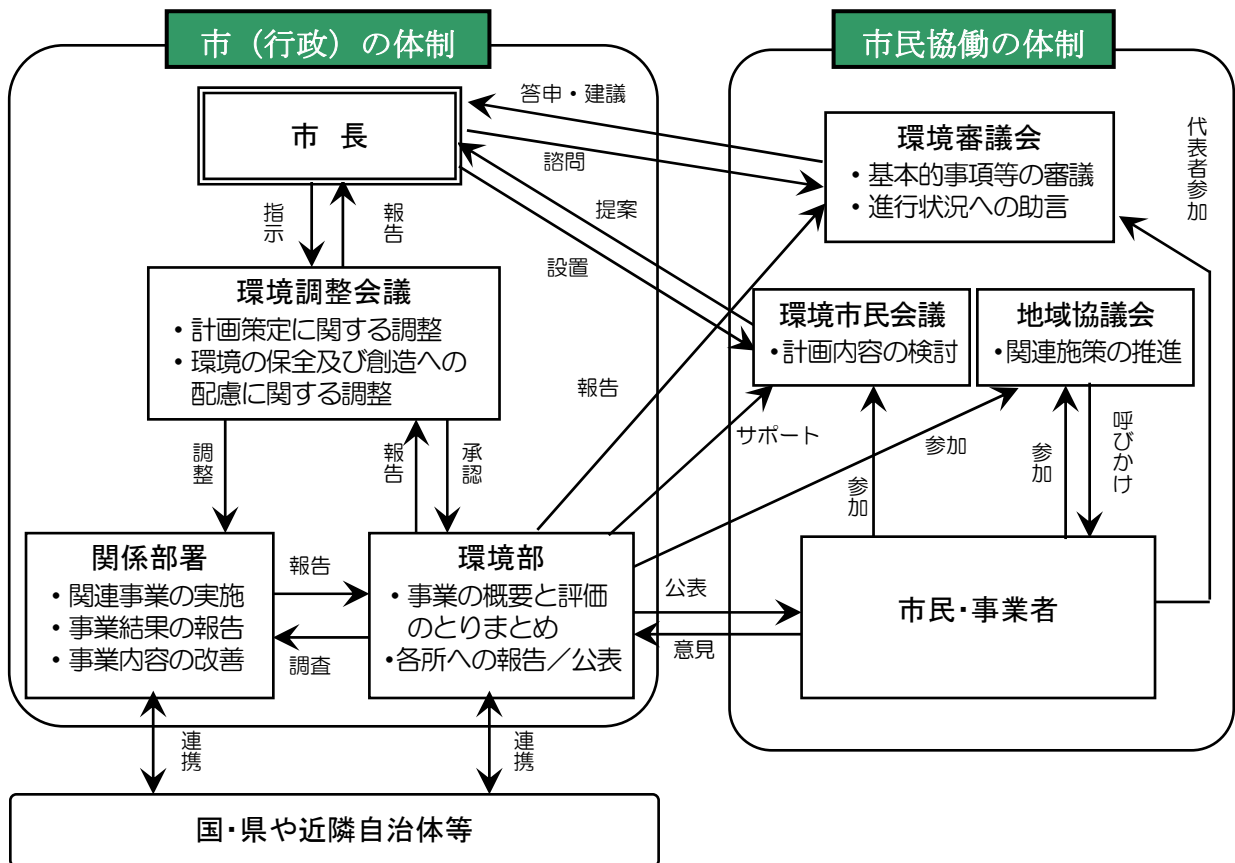 市（行政）の体制
市民協働の体制
市 長
答申・建議
諮問
提案
設置
指示
報告
環境審議会
・基本的事項等の審議
・進行状況への助言
代表者参加
環境調整会議
・計画策定に関する調整
・環境の保全及び創造への
配慮に関する調整
環境市民会議
・計画内容の検討
地域協議会
・関連施策の推進
報告
サポート
参加
参加
参加
呼びかけ
調整
報告
承認
関係部署
・関連事業の実施
・事業結果の報告
・事業内容の改善
報告
調査
環境部
・事業の概要と評価
のとりまとめ
・各所への報告／公表
公表
意見
市民・事業者
連携
連携
国・県や近隣自治体等